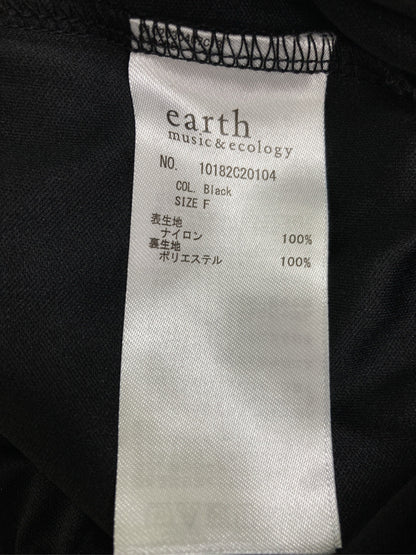 earth
music&ecology
NO. 10182C20104
COL. Black
SIZE F
表生地
ナイロン 100%
裏生地
ポリエステル 100%